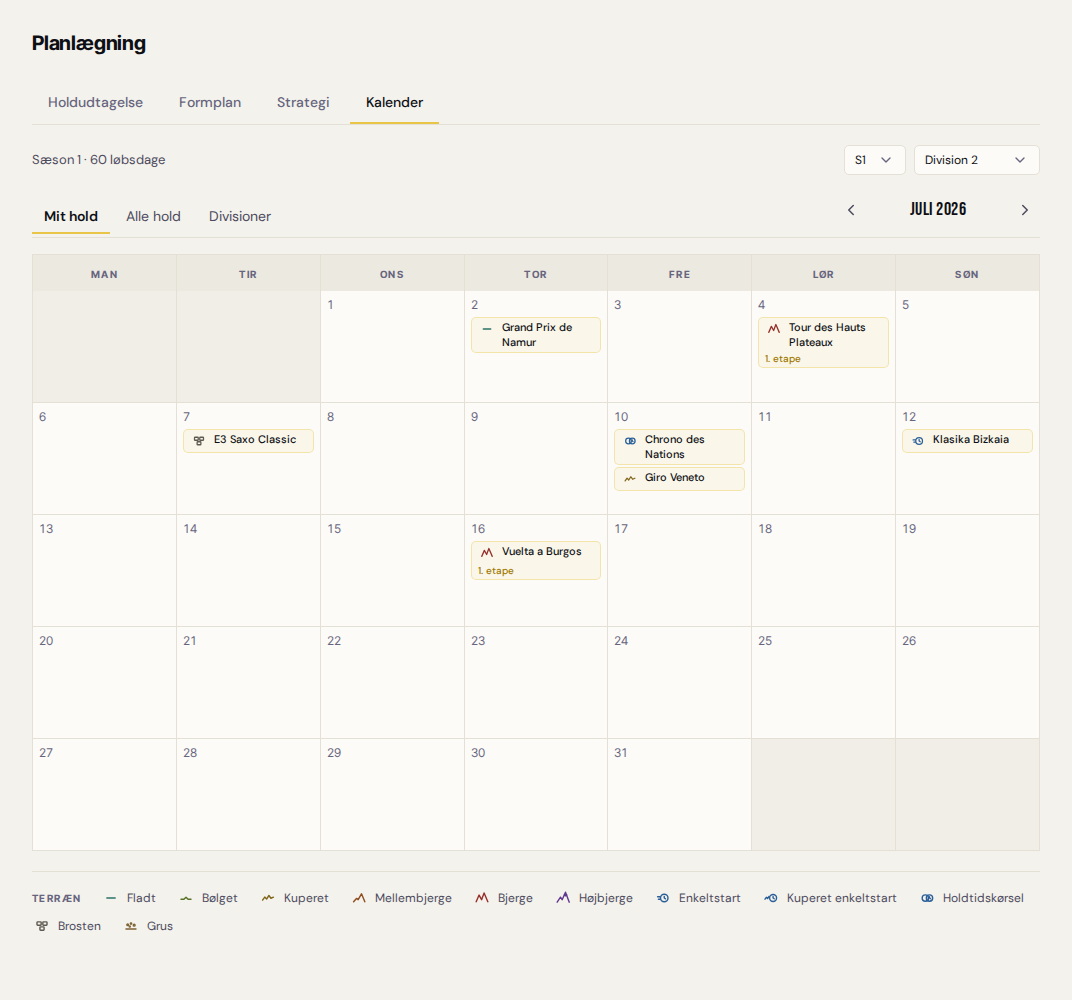 Planlægning
Holdudtagelse Formplan Strategi Kalender
Sæson 1 · 60 løbsdage S1 Division 2
Mit hold Alle hold Divisioner JULI 2026
MAN TIR ONS TOR FRE LØR SØN
1 2 3 4 5
Grand Prix de Namur
Tour des Hauts Plateaux
1. etape
6 7 8 9 10 11 12
E3 Saxo Classic
Chrono des Nations
Giro Veneto
Klasika Bizkaia
13 14 15 16 17 18 19
Vuelta a Burgos
1. etape
20 21 22 23 24 25 26
27 28 29 30 31
TERRÆN Fladt Bølget Kuperet Mellembjerge Bjerge Højbjerge Enkeltstart Kuperet enkeltstart Holdtidskørsel
Brosten Grus